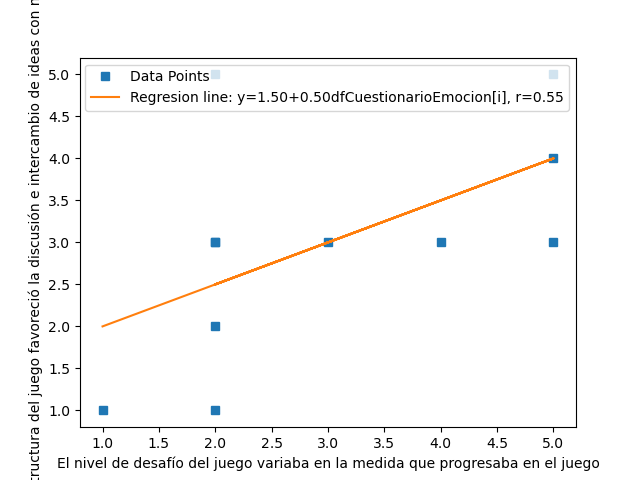 Data Points
Regresion line: y=1.50+0.50dfCuestionarioEmocion[i], r=0.55
5.0
4.5
4.0
3.5
3.0
2.5
2.0
1.5
1.0
1.0 1.5 2.0 2.5 3.0 3.5 4.0 4.5 5.0
El nivel de desafío del juego variaba en la medida que progresaba en el juego
del juego favoreció la discusión e intercambio de ideas con